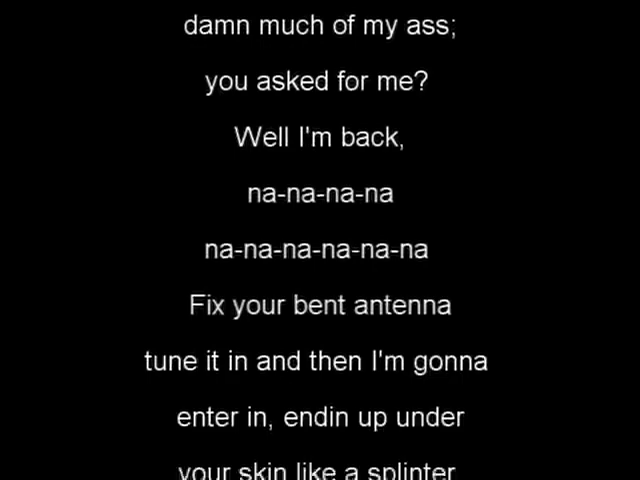 damn much of my ass;
you asked for me?
Well I'm back,
na-na-na-na
na-na-na-na-na-na
Fix your bent antenna
tune it in and then I'm gonna
enter in, endin up under
your skin like a splinter